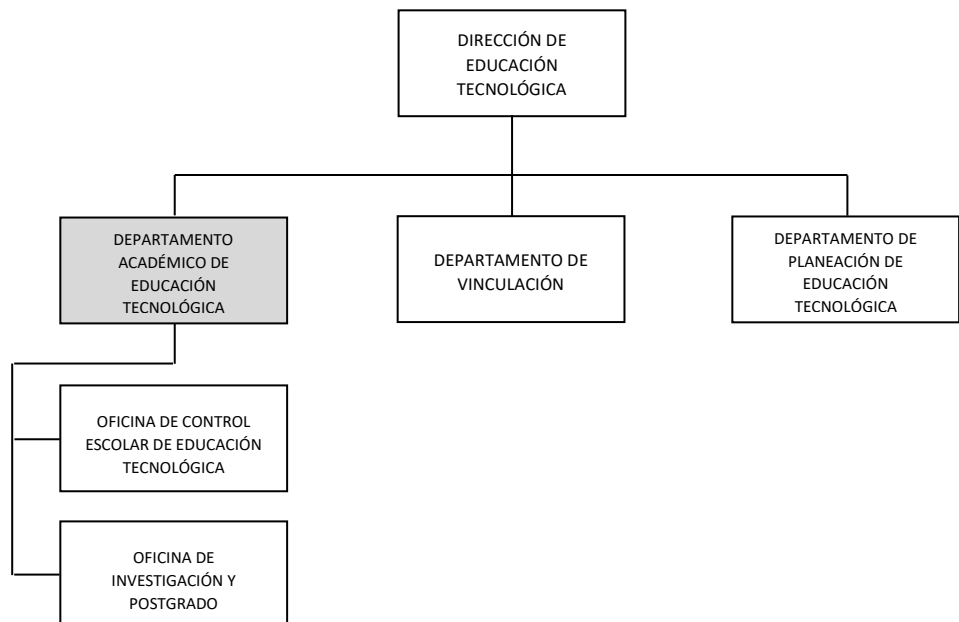 DIRECCIÓN DE
EDUCACIÓN
TECNOLÓGICA
DEPARTAMENTO
ACADÉMICO DE
EDUCACIÓN
TECNOLÓGICA
DEPARTAMENTO DE
VINCULACIÓN
DEPARTAMENTO DE
PLANEACIÓN DE
EDUCACIÓN
TECNOLÓGICA
OFICINA DE CONTROL
ESCOLAR DE EDUCACIÓN
TECNOLÓGICA
OFICINA DE
INVESTIGACIÓN Y
POSTGRADO